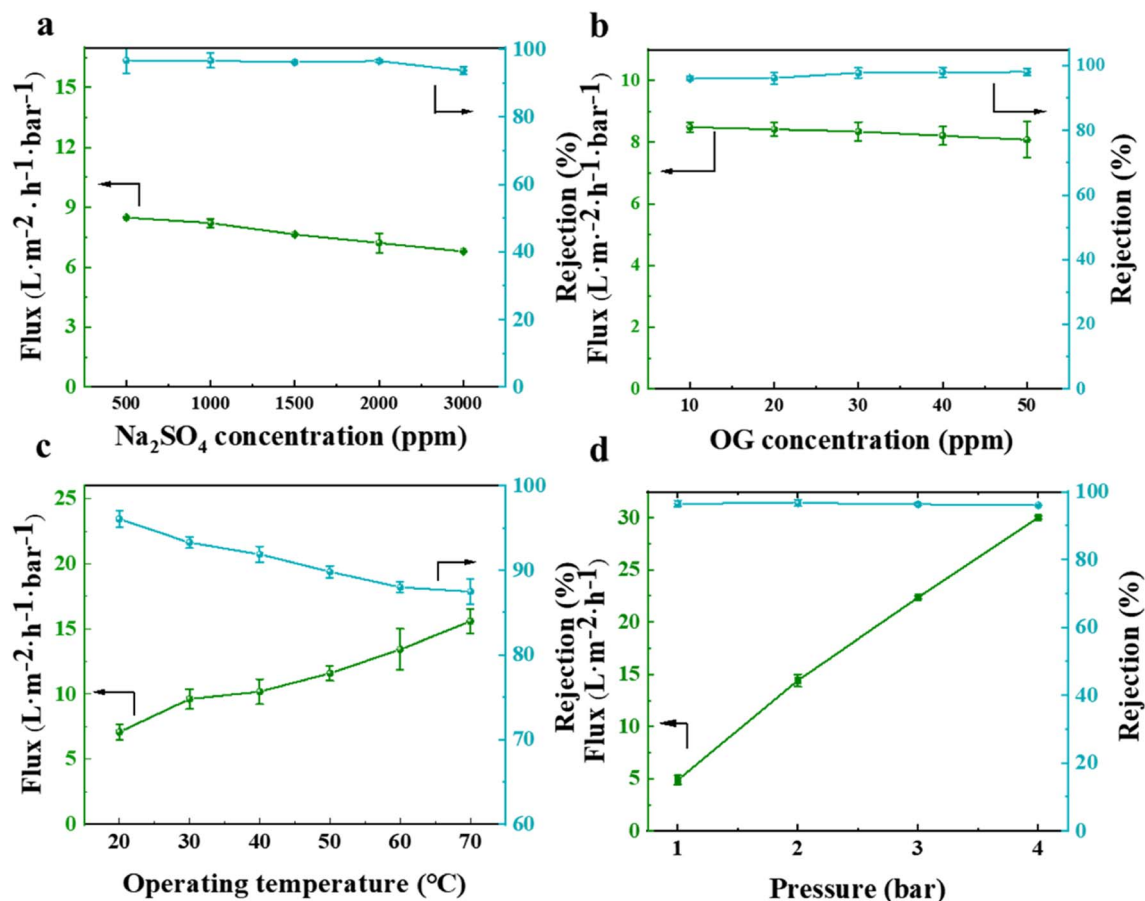 a
Flux (L·m⁻²·h⁻¹·bar⁻¹)
15
12
9
6
3
0
100
80
60
40
20
0
Rejection (%)
500 1000 1500 2000 3000
Na₂SO₄ concentration (ppm)
b
Flux (L·m·⁻²·h⁻¹·bar⁻¹)
10
8
6
4
2
0
100
80
60
40
20
0
Rejection (%)
10 20 30 40 50
OG concentration (ppm)
c
Flux (L·m⁻²·h⁻¹·bar⁻¹)
25
20
15
10
5
0
100
90
80
70
60
Rejection (%)
20 30 40 50 60 70
Operating temperature (℃)
d
Flux (L·m⁻²·h⁻¹)
30
25
20
15
10
5
0
100
80
60
40
20
0
Rejection (%)
1 2 3 4
Pressure (bar)